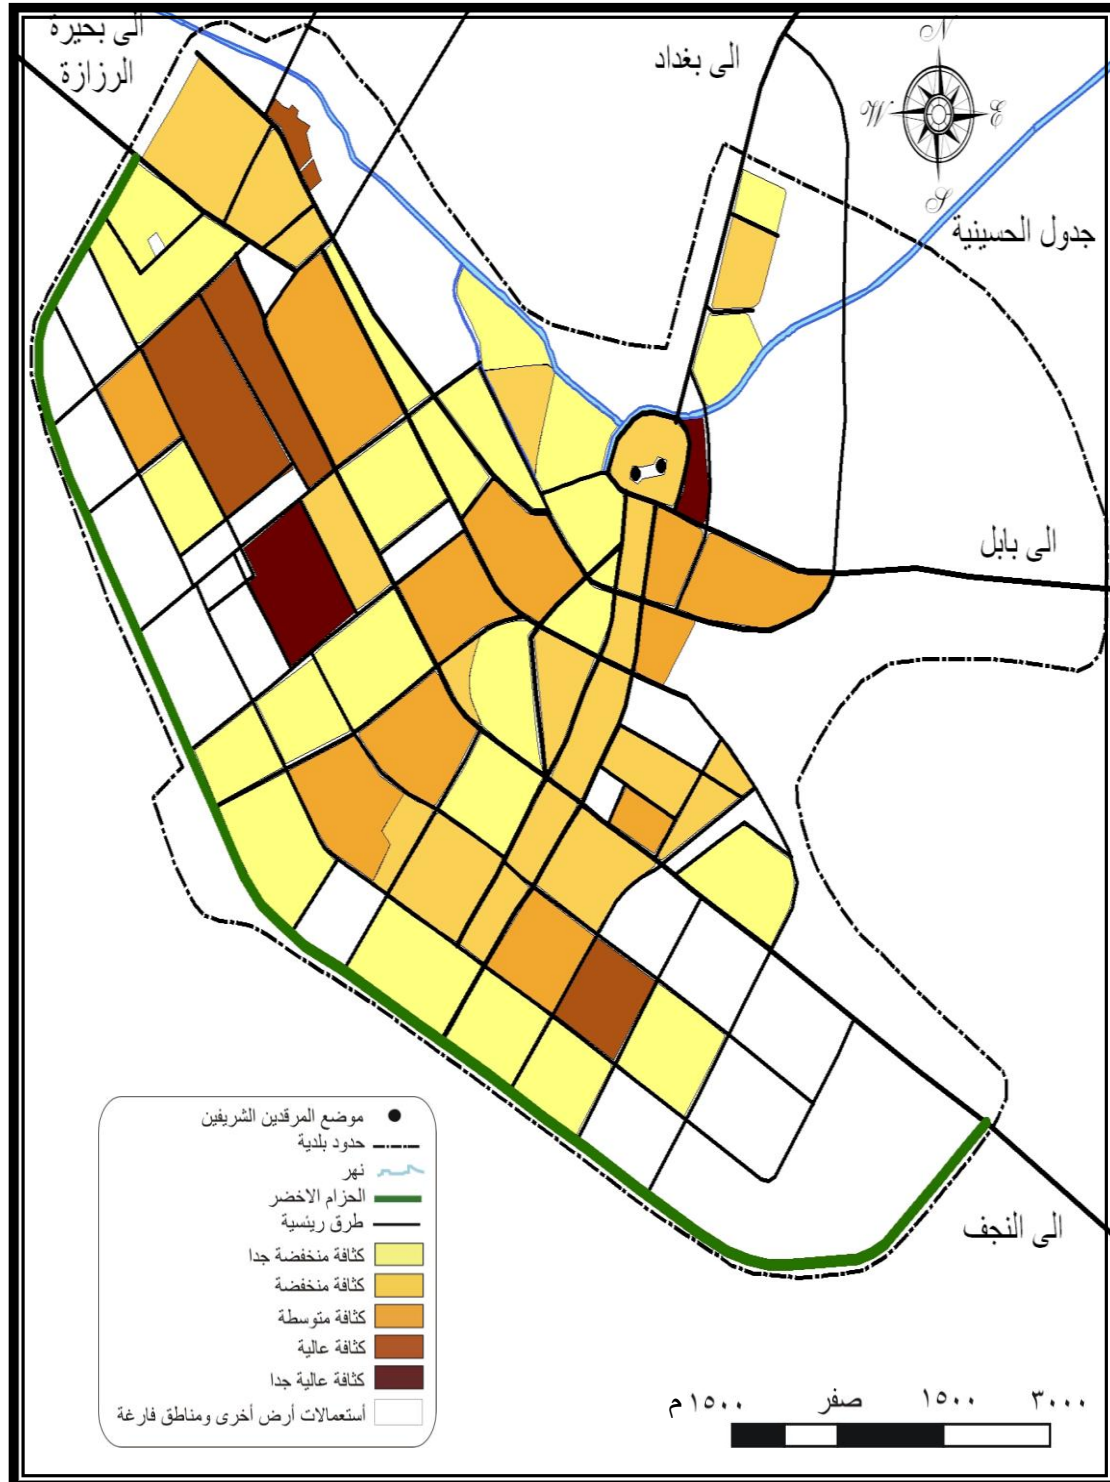 الى بحيرة
الرزازة
الى بغداد
N
W
E
S
جدول الحسينية
الى بابل
الى النجف
موضع المرقدين الشريفين
حدود بلدية
نهر
الحزام الاخضر
طرق ريئسية
كثافة منخفضة جدا
كثافة منخفضة
كثافة متوسطة
كثافة عالية
كثافة عالية جدا
أستعمالات أرض أخرى ومناطق فارغة
م ١٥٠٠ صفر ١٥٠٠ ٣٠٠٠